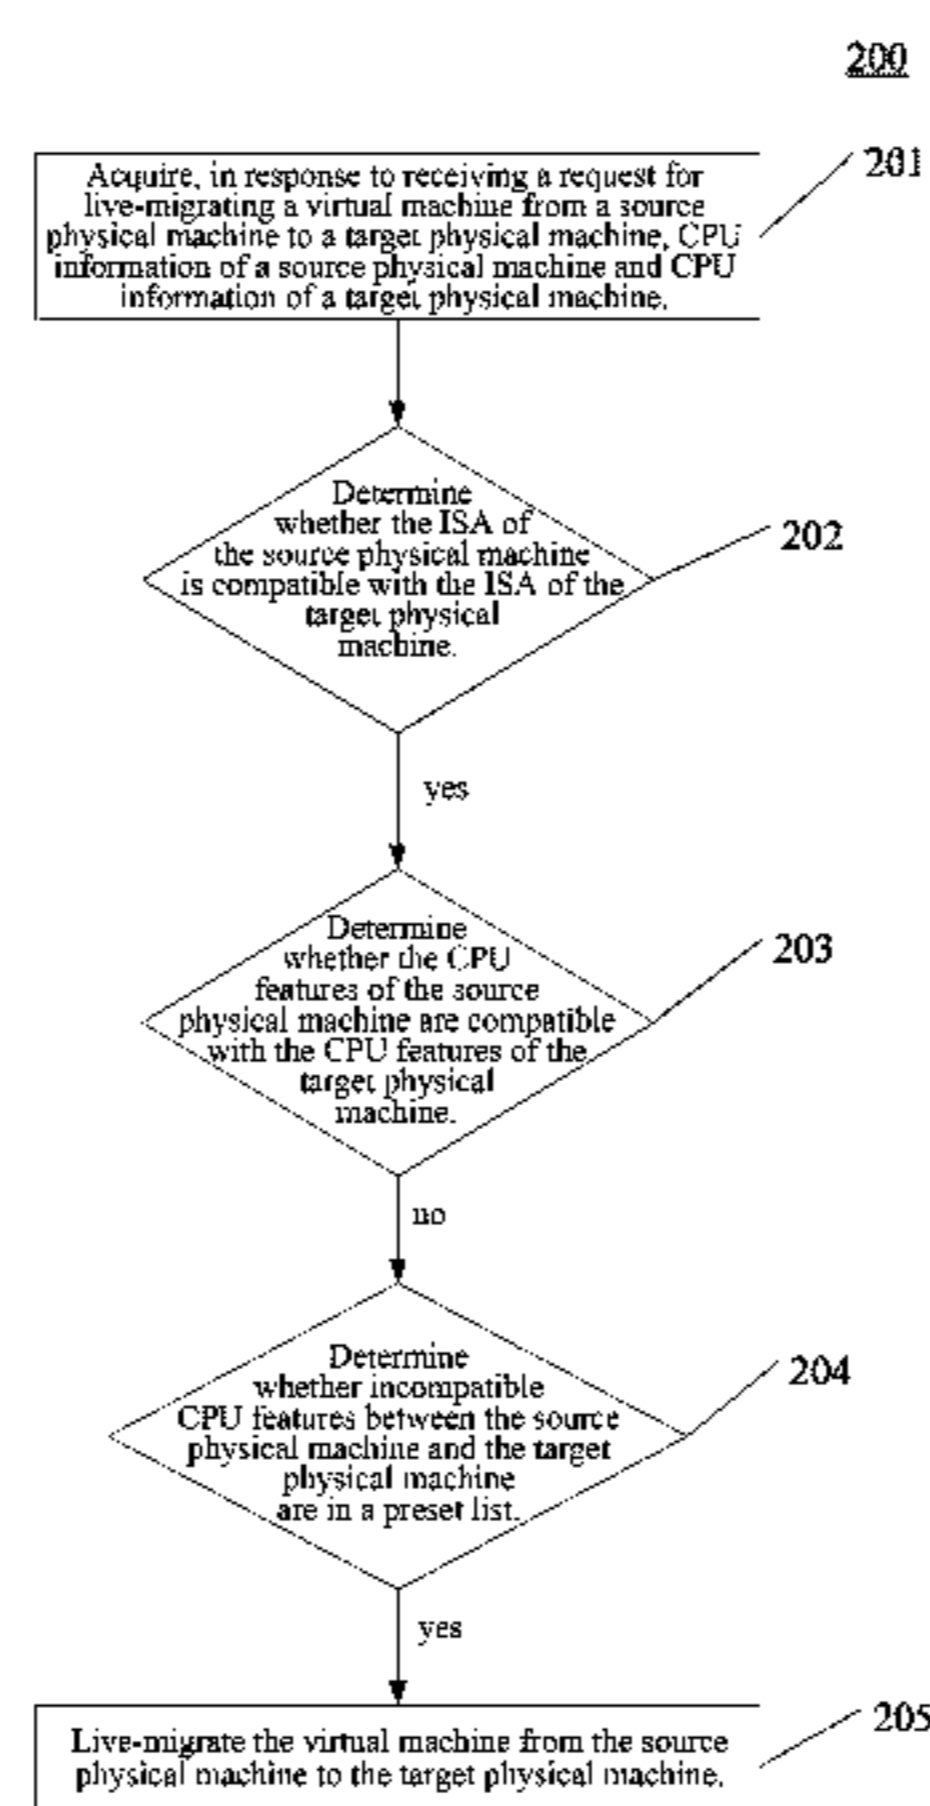 200
201
Acquire, in response to receiving a request for
live-migrating a virtual machine from a source
physical machine to a target physical machine, CPU
information of a source physical machine and CPU
information of a target physical machine.
Determine
whether the ISA of
the source physical machine
is compatible with the ISA of the
target physical
machine.
202
yes
Determine
whether the CPU
features of the source
physical machine are compatible
with the CPU features of the
target physical
machine.
203
no
Determine
whether incompatible
CPU features between the source
physical machine and the target
physical machine
are in a preset list.
204
yes
205
Live-migrate the virtual machine from the source
physical machine to the target physical machine.